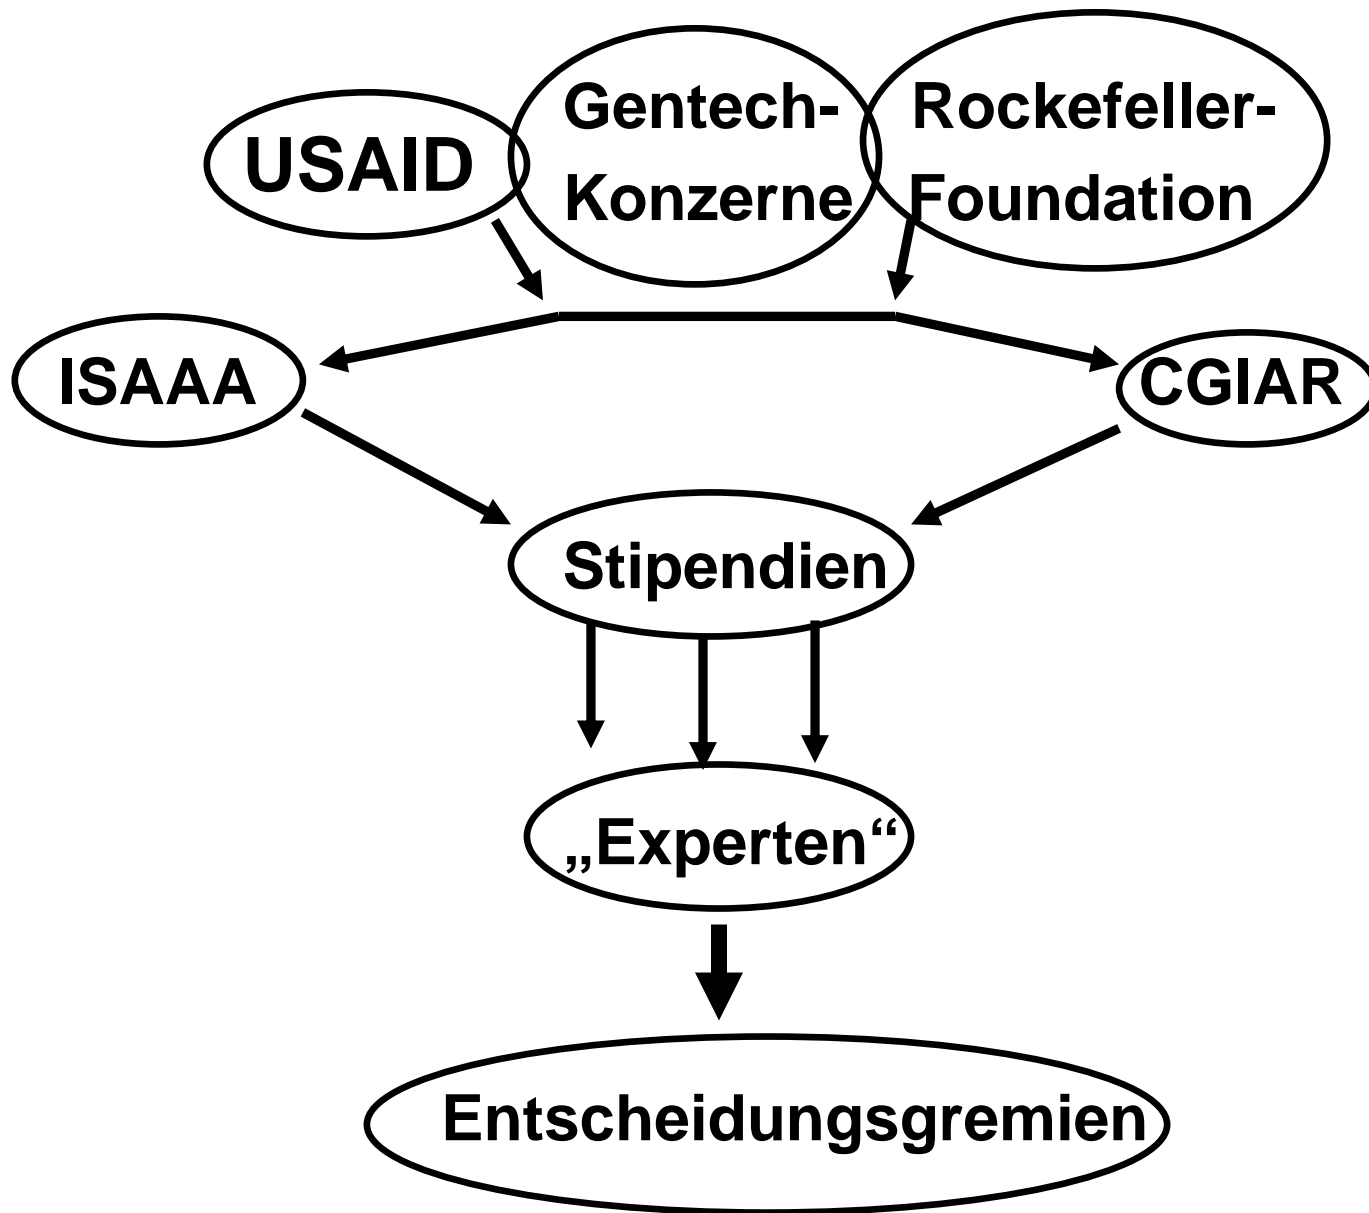 USAID
Gentech-
Konzerne
Rockefeller-
Foundation
ISAAA
CGIAR
Stipendien
„Experten“
Entscheidungsgremien